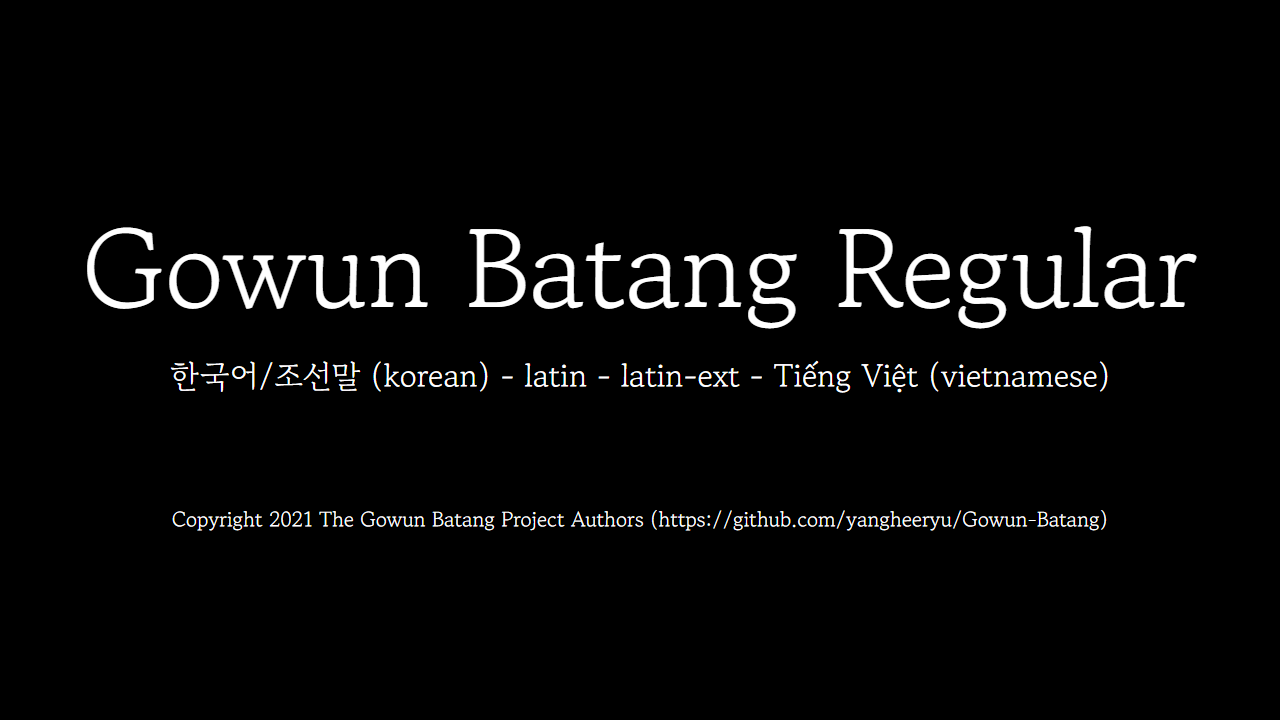 Gowun Batang Regular
한국어/조선말 (korean) - latin - latin-ext - Tiếng Việt (vietnamese)
Copyright 2021 The Gowun Batang Project Authors (https://github.com/yangheeryu/Gowun-Batang)